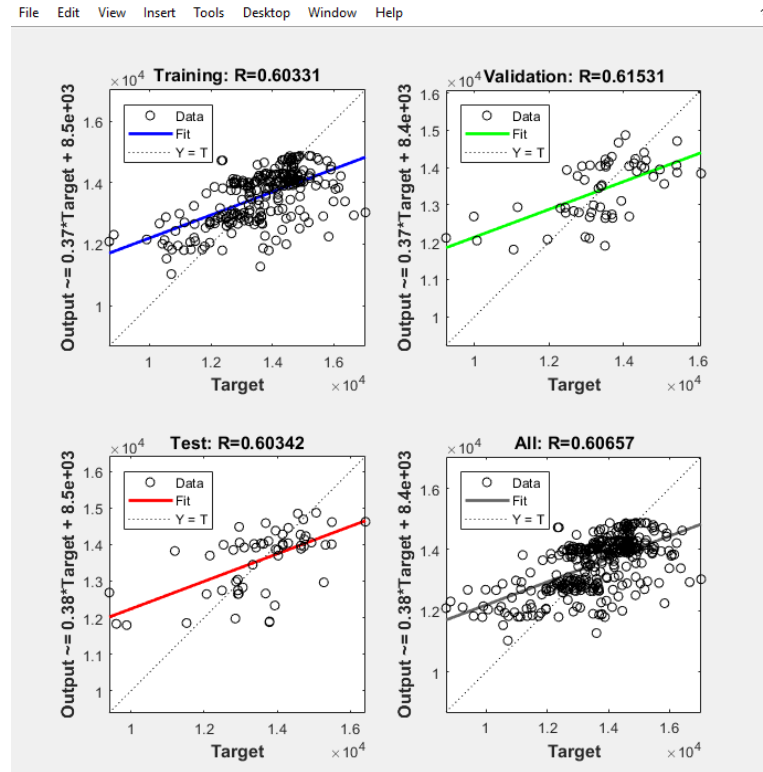 File Edit View Insert Tools Desktop Window Help
×10⁴
Training: R=0.60331
Output ~= 0.37*Target + 8.5e+03
1.6
1.4
1.2
1
Data
Fit
Y = T
1 1.2 1.4 1.6
Target
×10⁴
×10⁴
Validation: R=0.61531
Output ~= 0.37*Target + 8.4e+03
1.6
1.5
1.4
1.3
1.2
1.1
1
Data
Fit
Y = T
1 1.2 1.4 1.6
Target
×10⁴
×10⁴
Test: R=0.60342
Output ~= 0.38*Target + 8.5e+03
1.6
1.5
1.4
1.3
1.2
1.1
1
Data
Fit
Y = T
1 1.2 1.4 1.6
Target
×10⁴
×10⁴
All: R=0.60657
Output ~= 0.38*Target + 8.4e+03
1.6
1.4
1.2
1
Data
Fit
Y = T
1 1.2 1.4 1.6
Target
×10⁴